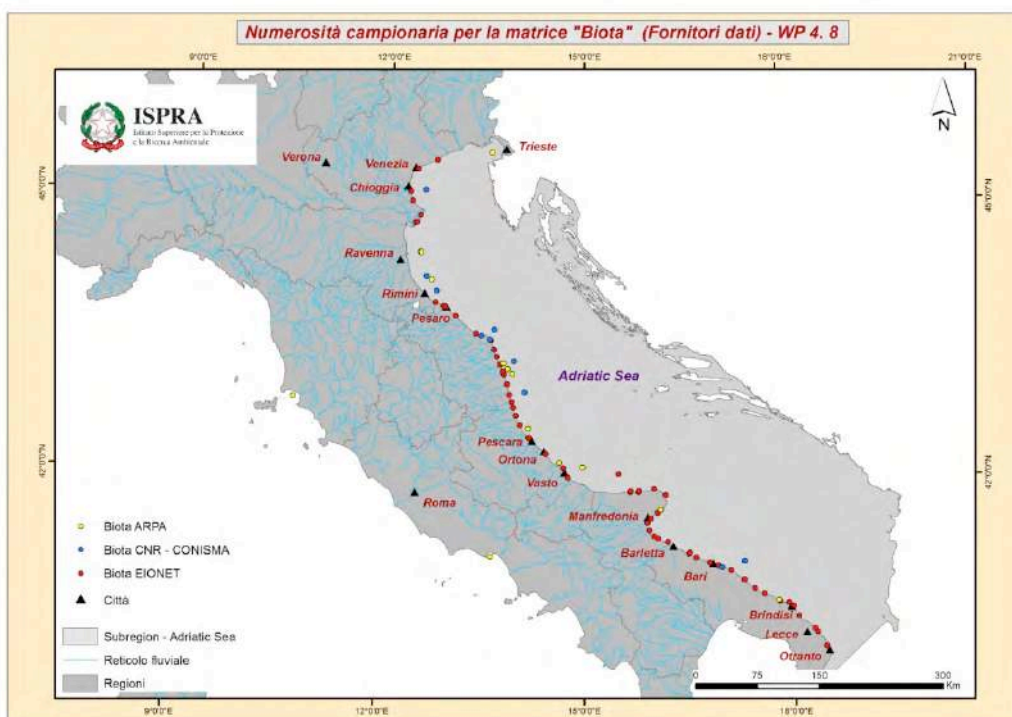 Numerosità campionaria per la matrice "Biota" (Fornitori dati) - WP 4. 8
9°0'0"E
12°0'0"E
15°0'0"E
18°0'0"E
21°0'0"E
ISPRA
Istituto Superiore per la Protezione
e la Ricerca Ambientale
N
Trieste
Verona
Venezia
Chioggia
45°0'0"N
45°0'0"N
Ravenna
Rimini
Pesaro
Adriatic Sea
Pescara
Ortona
Vasto
42°0'0"N
42°0'0"N
Roma
Manfredonia
Barletta
Bari
Brindisi
Lecce
Otranto
Biota ARPA
Biota CNR - CONISMA
Biota EIONET
Città
Subregion - Adriatic Sea
Reticolo fluviale
Regioni
0 75 150 300
Km
9°0'0"E
12°0'0"E
15°0'0"E
18°0'0"E